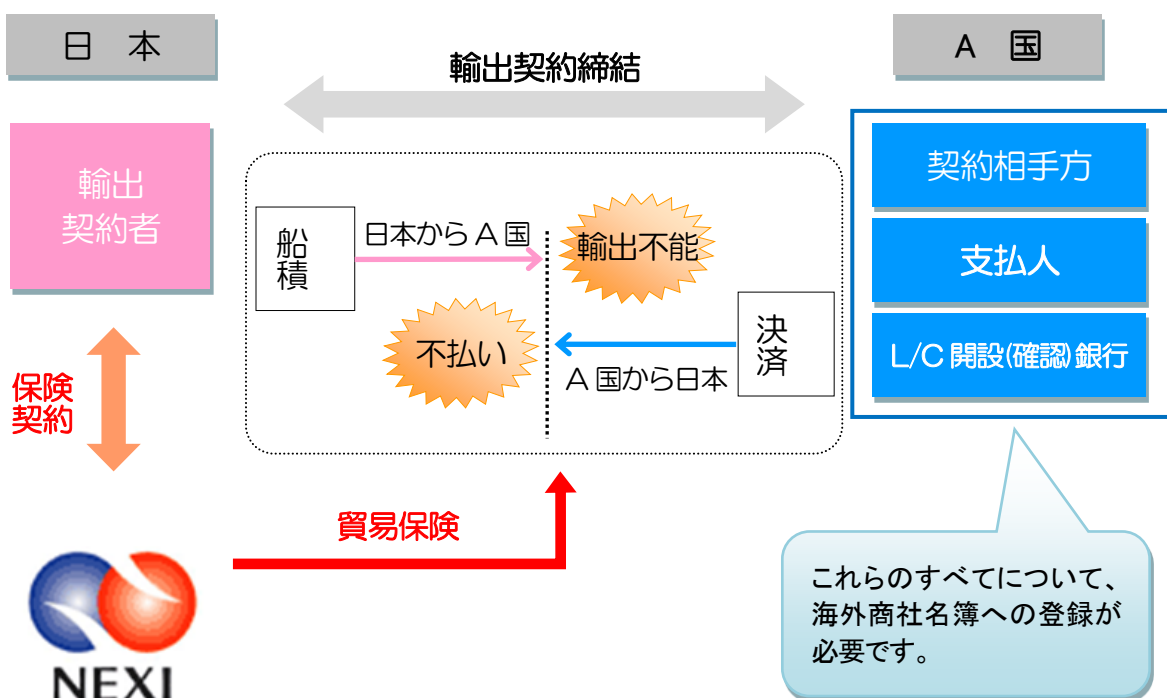 日 本
輸出契約締結
A 国
輸出
契約者
契約相手方
支払人
L/C 開設(確認)銀行
船
積
日本から A 国
輸出不能
不払い
決
済
A 国から日本
保険
契約
貿易保険
これらのすべてについて、
海外商社名簿への登録が
必要です。
NEXI